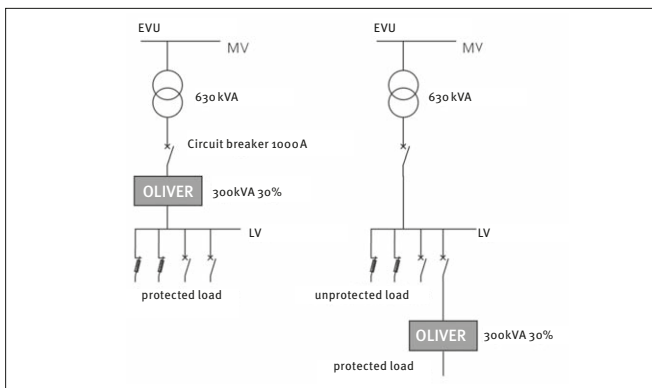 EVU
MV
630 kVA
Circuit breaker 1000 A
OLIVER
300kVA 30%
LV
protected load
EVU
MV
630 kVA
LV
unprotected load
OLIVER
300kVA 30%
protected load